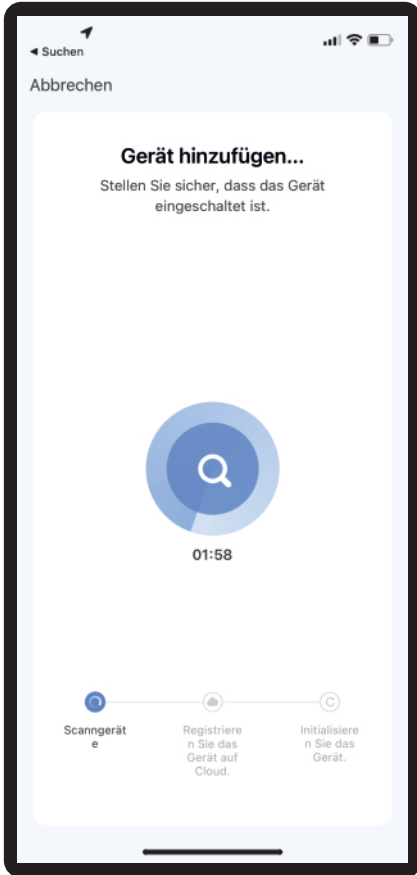 ◀ Suchen
Abbrechen
Gerät hinzufügen...
Stellen Sie sicher, dass das Gerät
eingeschaltet ist.
01:58
Scanngerät
e
Registriere
n Sie das
Gerät auf
Cloud.
Initialisiere
n Sie das
Gerät.